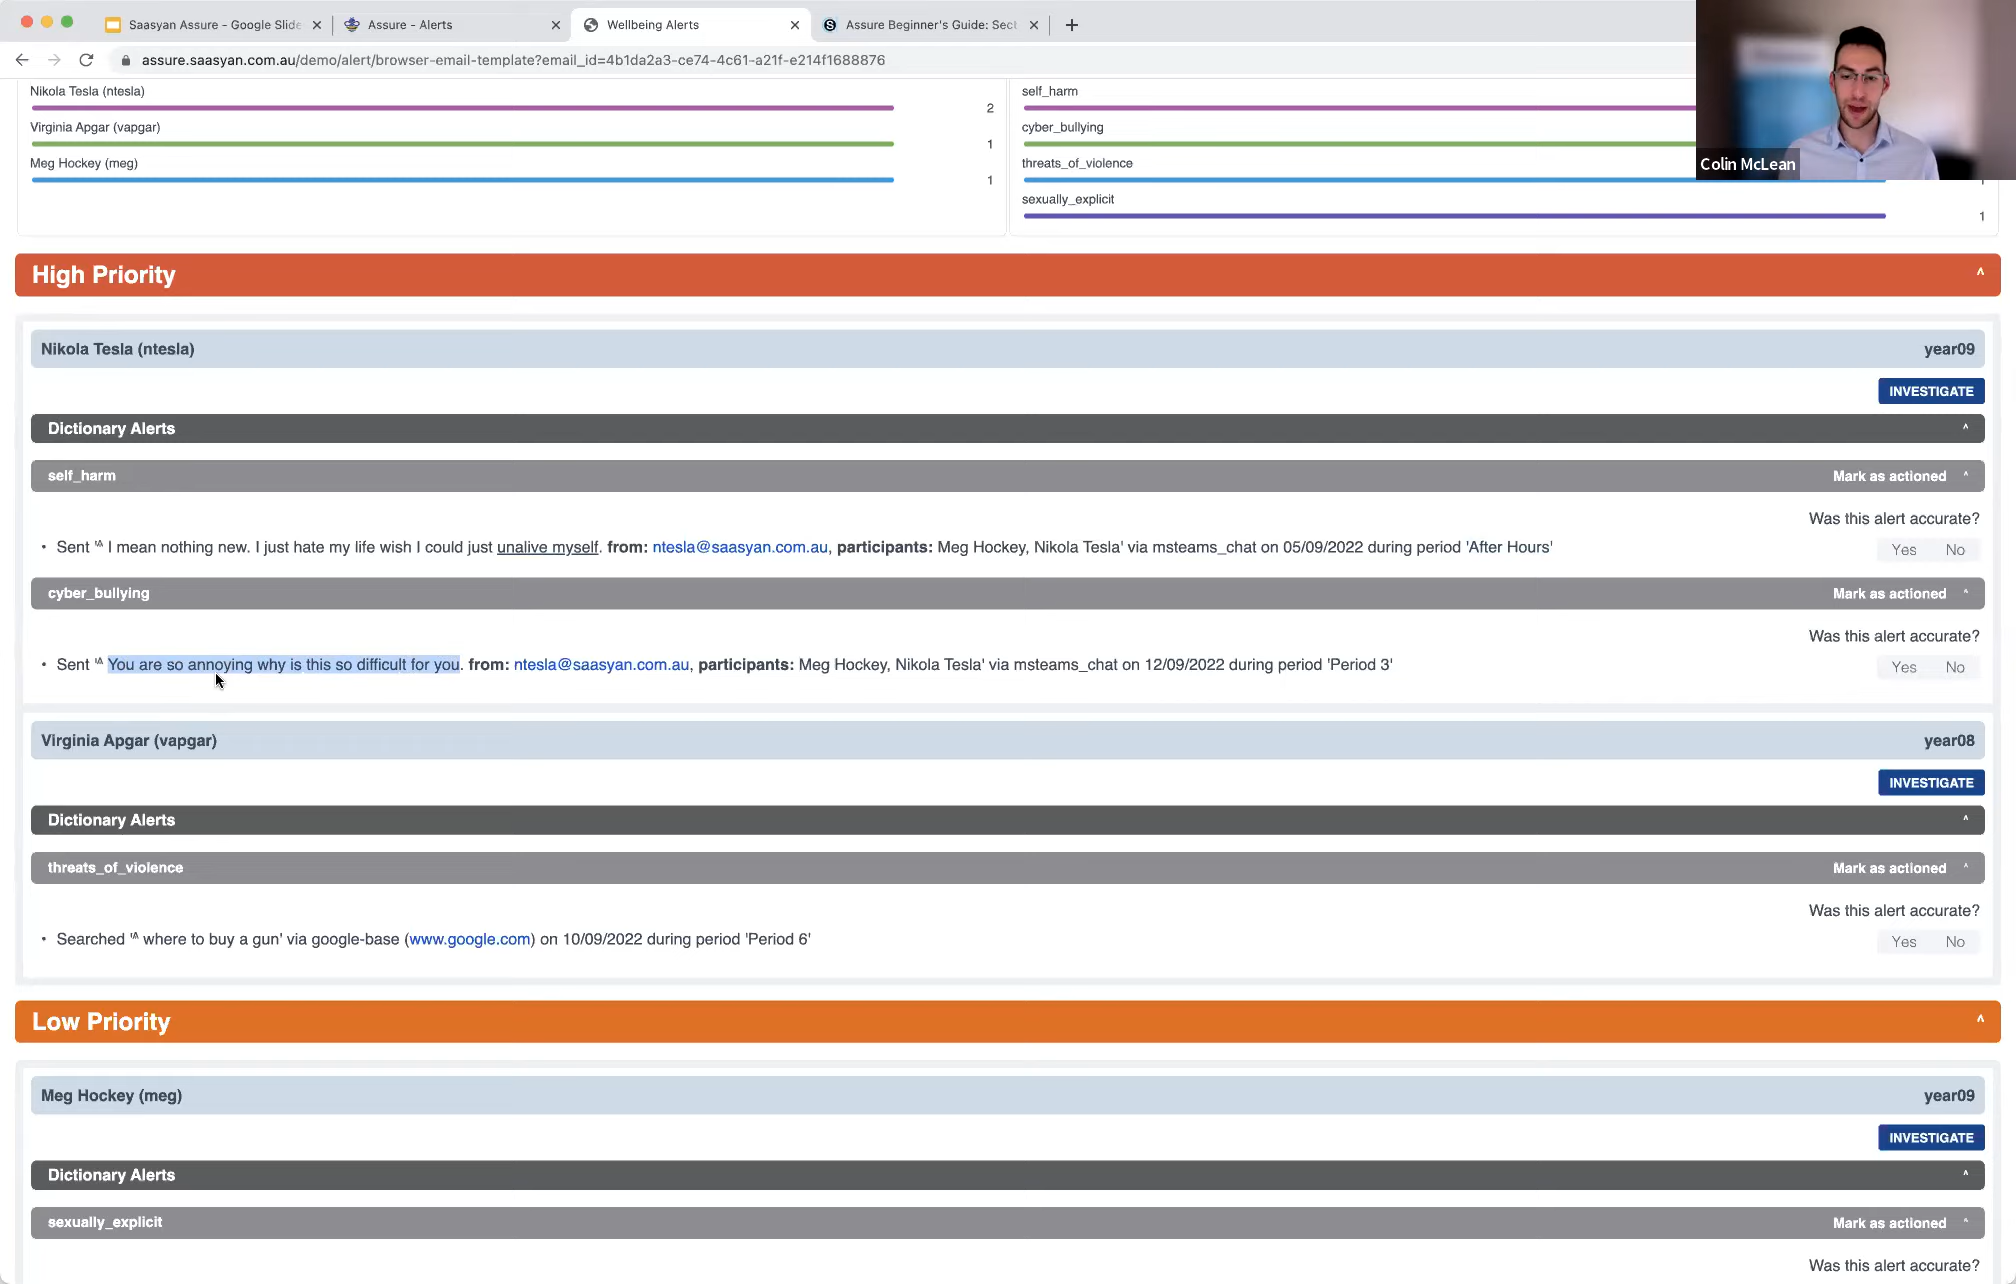 Saasyan Assure - Google Slide
Assure - Alerts
Wellbeing Alerts
Assure Beginner's Guide: Sect
assure.saasyan.com.au/demo/alert/browser-email-template?email_id=4b1da2a3-ce74-4c61-a21f-e214f1688876
Colin McLean
Nikola Tesla (ntesla)
2
Virginia Apgar (vapgar)
1
Meg Hockey (meg)
1
self_harm
cyber_bullying
threats_of_violence
sexually_explicit
1
High Priority
Nikola Tesla (ntesla) year09
INVESTIGATE
Dictionary Alerts
self_harm Mark as actioned
Was this alert accurate?
• Sent '^ I mean nothing new. I just hate my life wish I could just unalive myself. from: ntesla@saasyan.com.au, participants: Meg Hockey, Nikola Tesla' via msteams_chat on 05/09/2022 during period 'After Hours' Yes No
cyber_bullying Mark as actioned
Was this alert accurate?
• Sent '^ You are so annoying why is this so difficult for you. from: ntesla@saasyan.com.au, participants: Meg Hockey, Nikola Tesla' via msteams_chat on 12/09/2022 during period 'Period 3' Yes No
Virginia Apgar (vapgar) year08
INVESTIGATE
Dictionary Alerts
threats_of_violence Mark as actioned
Was this alert accurate?
• Searched '^ where to buy a gun' via google-base (www.google.com) on 10/09/2022 during period 'Period 6' Yes No
Low Priority
Meg Hockey (meg) year09
INVESTIGATE
Dictionary Alerts
sexually_explicit Mark as actioned
Was this alert accurate?